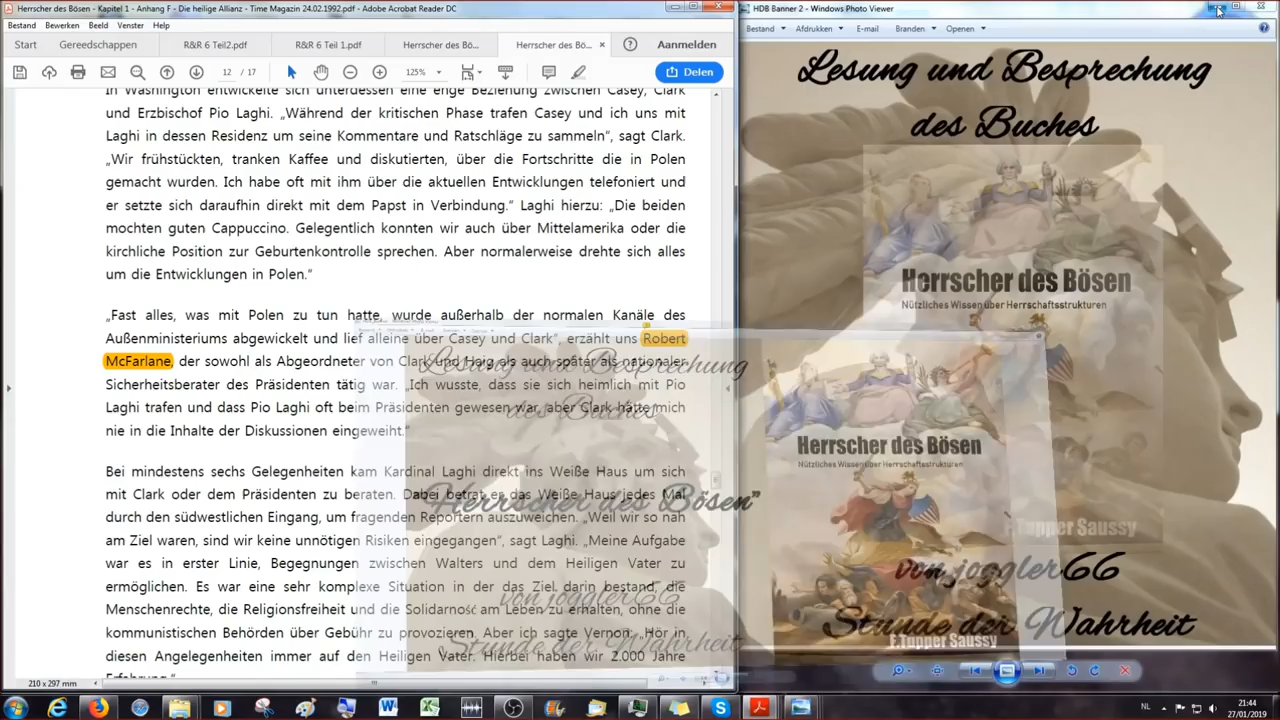 Herrscher des Bösen - Kapitel 1 - Anhang F - Die heilige Allianz - Time Magazin 24.02.1992.pdf - Adobe Acrobat Reader DC
Bestand Bewerken Beeld Venster Help
Start Gereedschappen R&R 6 Teil2.pdf R&R 6 Teil 1.pdf Herrscher des Bö... Herrscher des Bö... × Anmelden
12 / 17 125% Delen
In Washington entwickelte sich unterdessen eine enge Beziehung zwischen Casey, Clark
und Erzbischof Pio Laghi. „Während der kritischen Phase trafen Casey und ich uns mit
Laghi in dessen Residenz um seine Kommentare und Ratschläge zu sammeln", sagt Clark.
„Wir frühstückten, tranken Kaffee und diskutierten, über die Fortschritte die in Polen
gemacht wurden. Ich habe oft mit ihm über die aktuellen Entwicklungen telefoniert und
er setzte sich daraufhin direkt mit dem Papst in Verbindung." Laghi hierzu: „Die beiden
mochten guten Cappuccino. Gelegentlich konnten wir auch über Mittelamerika oder die
kirchliche Position zur Geburtenkontrolle sprechen. Aber normalerweise drehte sich alles
um die Entwicklungen in Polen."
„Fast alles, was mit Polen zu tun hatte, wurde außerhalb der normalen Kanäle des
Außenministeriums abgewickelt und lief alleine über Casey und Clark", erzählt uns Robert
McFarlane, der sowohl als Abgeordneter von Clark und Haig als auch später als nationaler
Sicherheitsberater des Präsidenten tätig war. „Ich wusste, dass sie sich heimlich mit Pio
Laghi trafen und dass Pio Laghi oft beim Präsidenten gewesen war, aber Clark hätte mich
nie in die Inhalte der Diskussionen eingeweiht."
Bei mindestens sechs Gelegenheiten kam Kardinal Laghi direkt ins Weiße Haus um sich
mit Clark oder dem Präsidenten zu beraten. Dabei betrat er das Weiße Haus jedes Mal
durch den südwestlichen Eingang, um fragenden Reportern auszuweichen. „Weil wir so nah
am Ziel waren, sind wir keine unnötigen Risiken eingegangen", sagt Laghi. „Meine Aufgabe
war es in erster Linie, Begegnungen zwischen Walters und dem Heiligen Vater zu
ermöglichen. Es war eine sehr komplexe Situation in der das Ziel darin bestand, die
Menschenrechte, die Religionsfreiheit und die Solidarność am Leben zu erhalten, ohne die
kommunistischen Behörden über Gebühr zu provozieren. Aber ich sagte Vernon, „Hör in
diesen Angelegenheiten immer auf den Heiligen Vater. Hierbei haben wir 2.000 Jahre
Erfahrung."
210 x 297 mm
HDB Banner 2 - Windows Photo Viewer
Bestand Afdrukken E-mail Branden Openen
Lesung und Besprechung
des Buches
Herrscher des Bösen
Nützliches Wissen über Herrschaftsstrukturen
F. Tupper Saussy
von joggler66
Stunde der Wahrheit
Lesung und Besprechung
des Buches
"Herrscher des Bösen"
von joggler66
Stunde der Wahrheit
Herrscher des Bösen
Nützliches Wissen über Herrschaftsstrukturen
F. Tupper Saussy
NL 21:44
27/01/2019